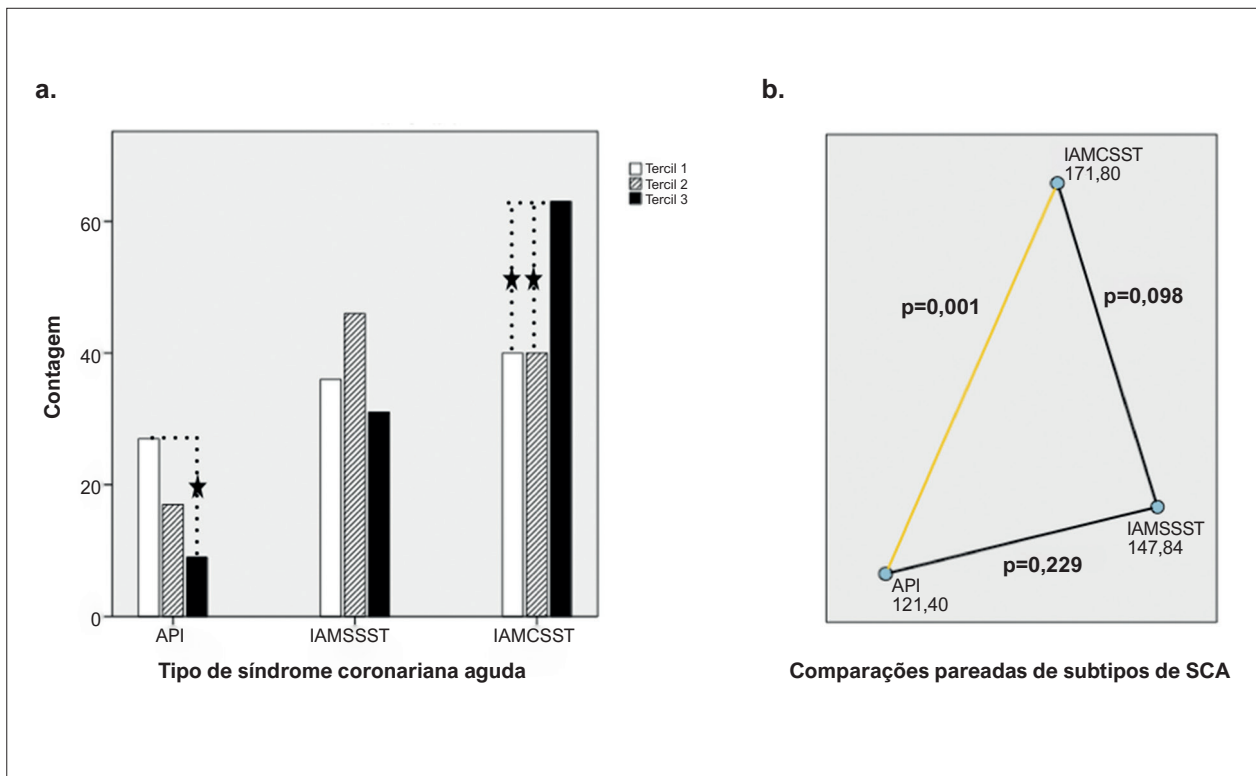 a.
Contagem
60
40
20
0
API
IAMSSST
IAMCSST
Tipo de síndrome coronariana aguda
Tercil 1
Tercil 2
Tercil 3
b.
IAMCSST
171,80
p=0,001
p=0,098
IAMSSST
147,84
p=0,229
API
121,40
Comparações pareadas de subtipos de SCA